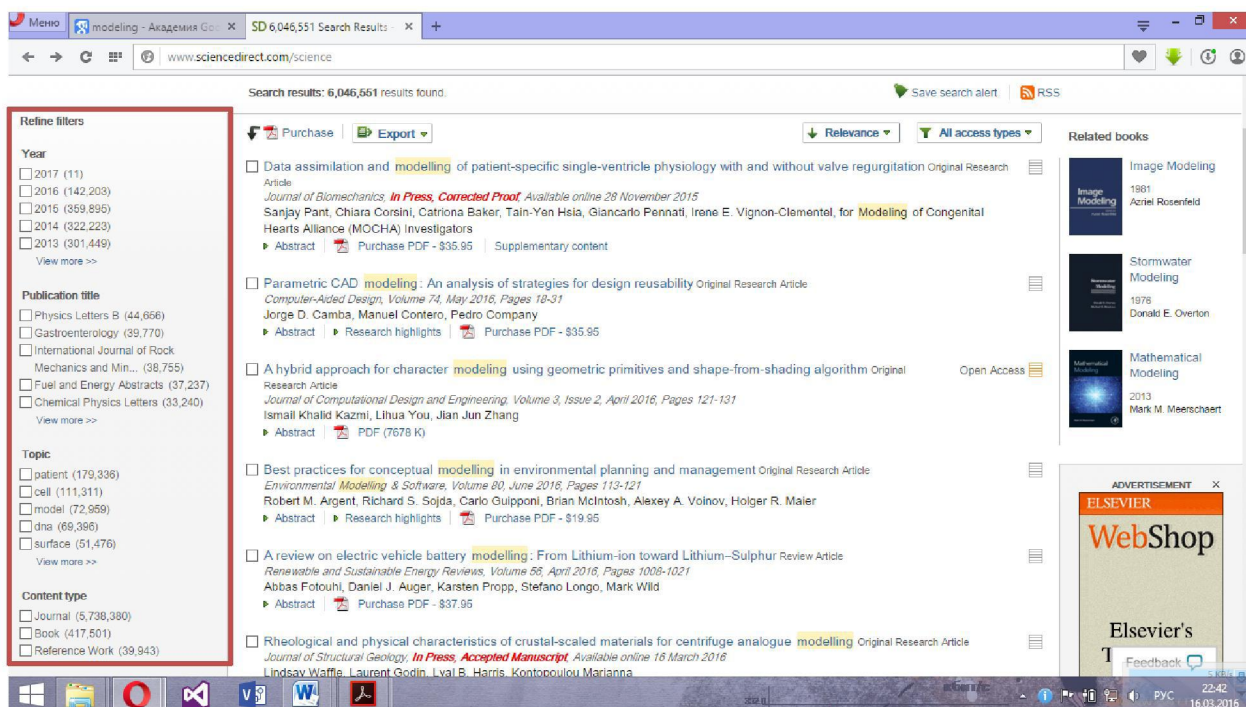 Меню
modeling - Академия Goo
SD 6,046,551 Search Results -
www.sciencedirect.com/science
Search results: 6,046,551 results found.
Save search alert
RSS
Refine filters
Year
2017 (11)
2016 (142,203)
2015 (359,895)
2014 (322,223)
2013 (301,449)
View more >>
Publication title
Physics Letters B (44,666)
Gastroenterology (39,770)
International Journal of Rock
Mechanics and Min... (38,755)
Fuel and Energy Abstracts (37,237)
Chemical Physics Letters (33,240)
View more >>
Topic
patient (179,336)
cell (111,311)
model (72,959)
dna (69,396)
surface (51,476)
View more >>
Content type
Journal (5,738,380)
Book (417,501)
Reference Work (39,943)
Purchase
Export
Relevance
All access types
Data assimilation and modelling of patient-specific single-ventricle physiology with and without valve regurgitation Original Research
Article
Journal of Biomechanics, In Press, Corrected Proof, Available online 28 November 2015
Sanjay Pant, Chiara Corsini, Catriona Baker, Tain-Yen Hsia, Giancarlo Pennati, Irene E. Vignon-Clementel, for Modeling of Congenital
Hearts Alliance (MOCHA) Investigators
Abstract Purchase PDF - $35.95 Supplementary content
Parametric CAD modeling: An analysis of strategies for design reusability Original Research Article
Computer-Aided Design, Volume 74, May 2016, Pages 18-31
Jorge D. Camba, Manuel Contero, Pedro Company
Abstract Research highlights Purchase PDF - $35.95
A hybrid approach for character modeling using geometric primitives and shape-from-shading algorithm Original
Research Article
Open Access
Journal of Computational Design and Engineering, Volume 3, Issue 2, April 2016, Pages 121-131
Ismail Khalid Kazmi, Lihua You, Jian Jun Zhang
Abstract PDF (7678 K)
Best practices for conceptual modelling in environmental planning and management Original Research Article
Environmental Modelling & Software, Volume 80, June 2016, Pages 113-121
Robert M. Argent, Richard S. Sojda, Carlo Guipponi, Brian McIntosh, Alexey A. Voinov, Holger R. Maier
Abstract Research highlights Purchase PDF - $19.95
A review on electric vehicle battery modelling: From Lithium-ion toward Lithium–Sulphur Review Article
Renewable and Sustainable Energy Reviews, Volume 56, April 2016, Pages 1008-1021
Abbas Fotouhi, Daniel J. Auger, Karsten Propp, Stefano Longo, Mark Wild
Abstract Purchase PDF - $37.95
Rheological and physical characteristics of crustal-scaled materials for centrifuge analogue modelling Original Research Article
Journal of Structural Geology, In Press, Accepted Manuscript, Available online 16 March 2016
Lindsay Waffle, Laurent Godin, Lyal B. Harris, Kontopoulou Marianna
Related books
Image
Modeling
Image Modeling
1981
Azriel Rosenfeld
Stormwater
Modeling
1976
Donald E. Overton
Mathematical
Modeling
Mathematical
Modeling
2013
Mark M. Meerschaert
ADVERTISEMENT
ELSEVIER
WebShop
Elsevier's
Feedback
РУС
22:42
16.03.2016